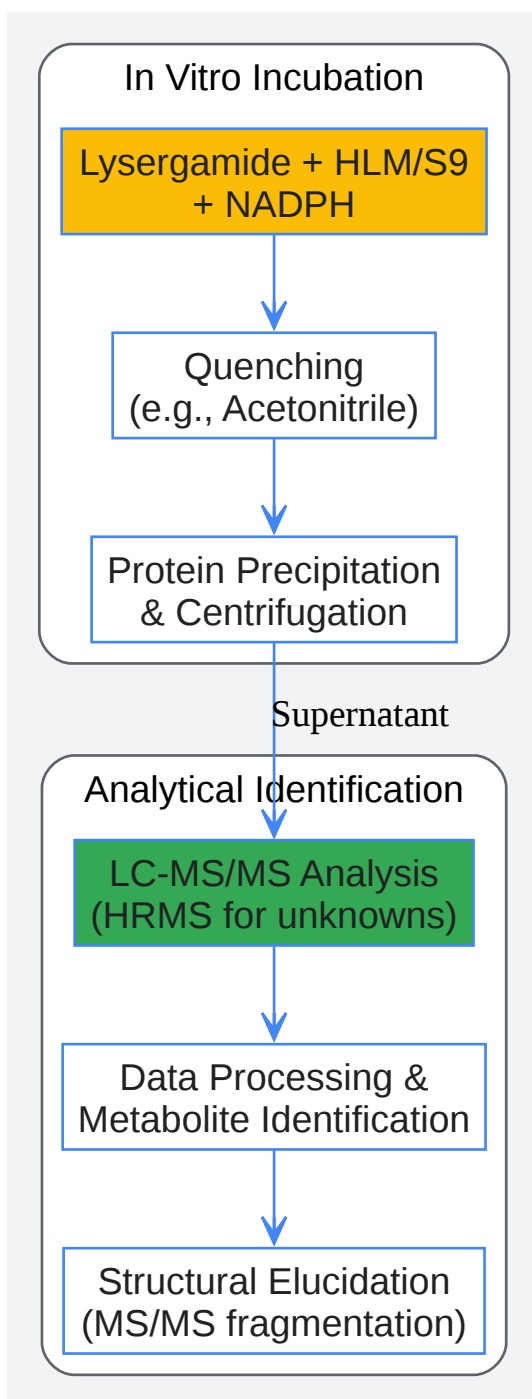 In Vitro Incubation
Lysergamide + HLM/S9
+ NADPH
Quenching
(e.g., Acetonitrile)
Protein Precipitation
& Centrifugation
Supernatant
Analytical Identification
LC-MS/MS Analysis
(HRMS for unknowns)
Data Processing &
Metabolite Identification
Structural Elucidation
(MS/MS fragmentation)